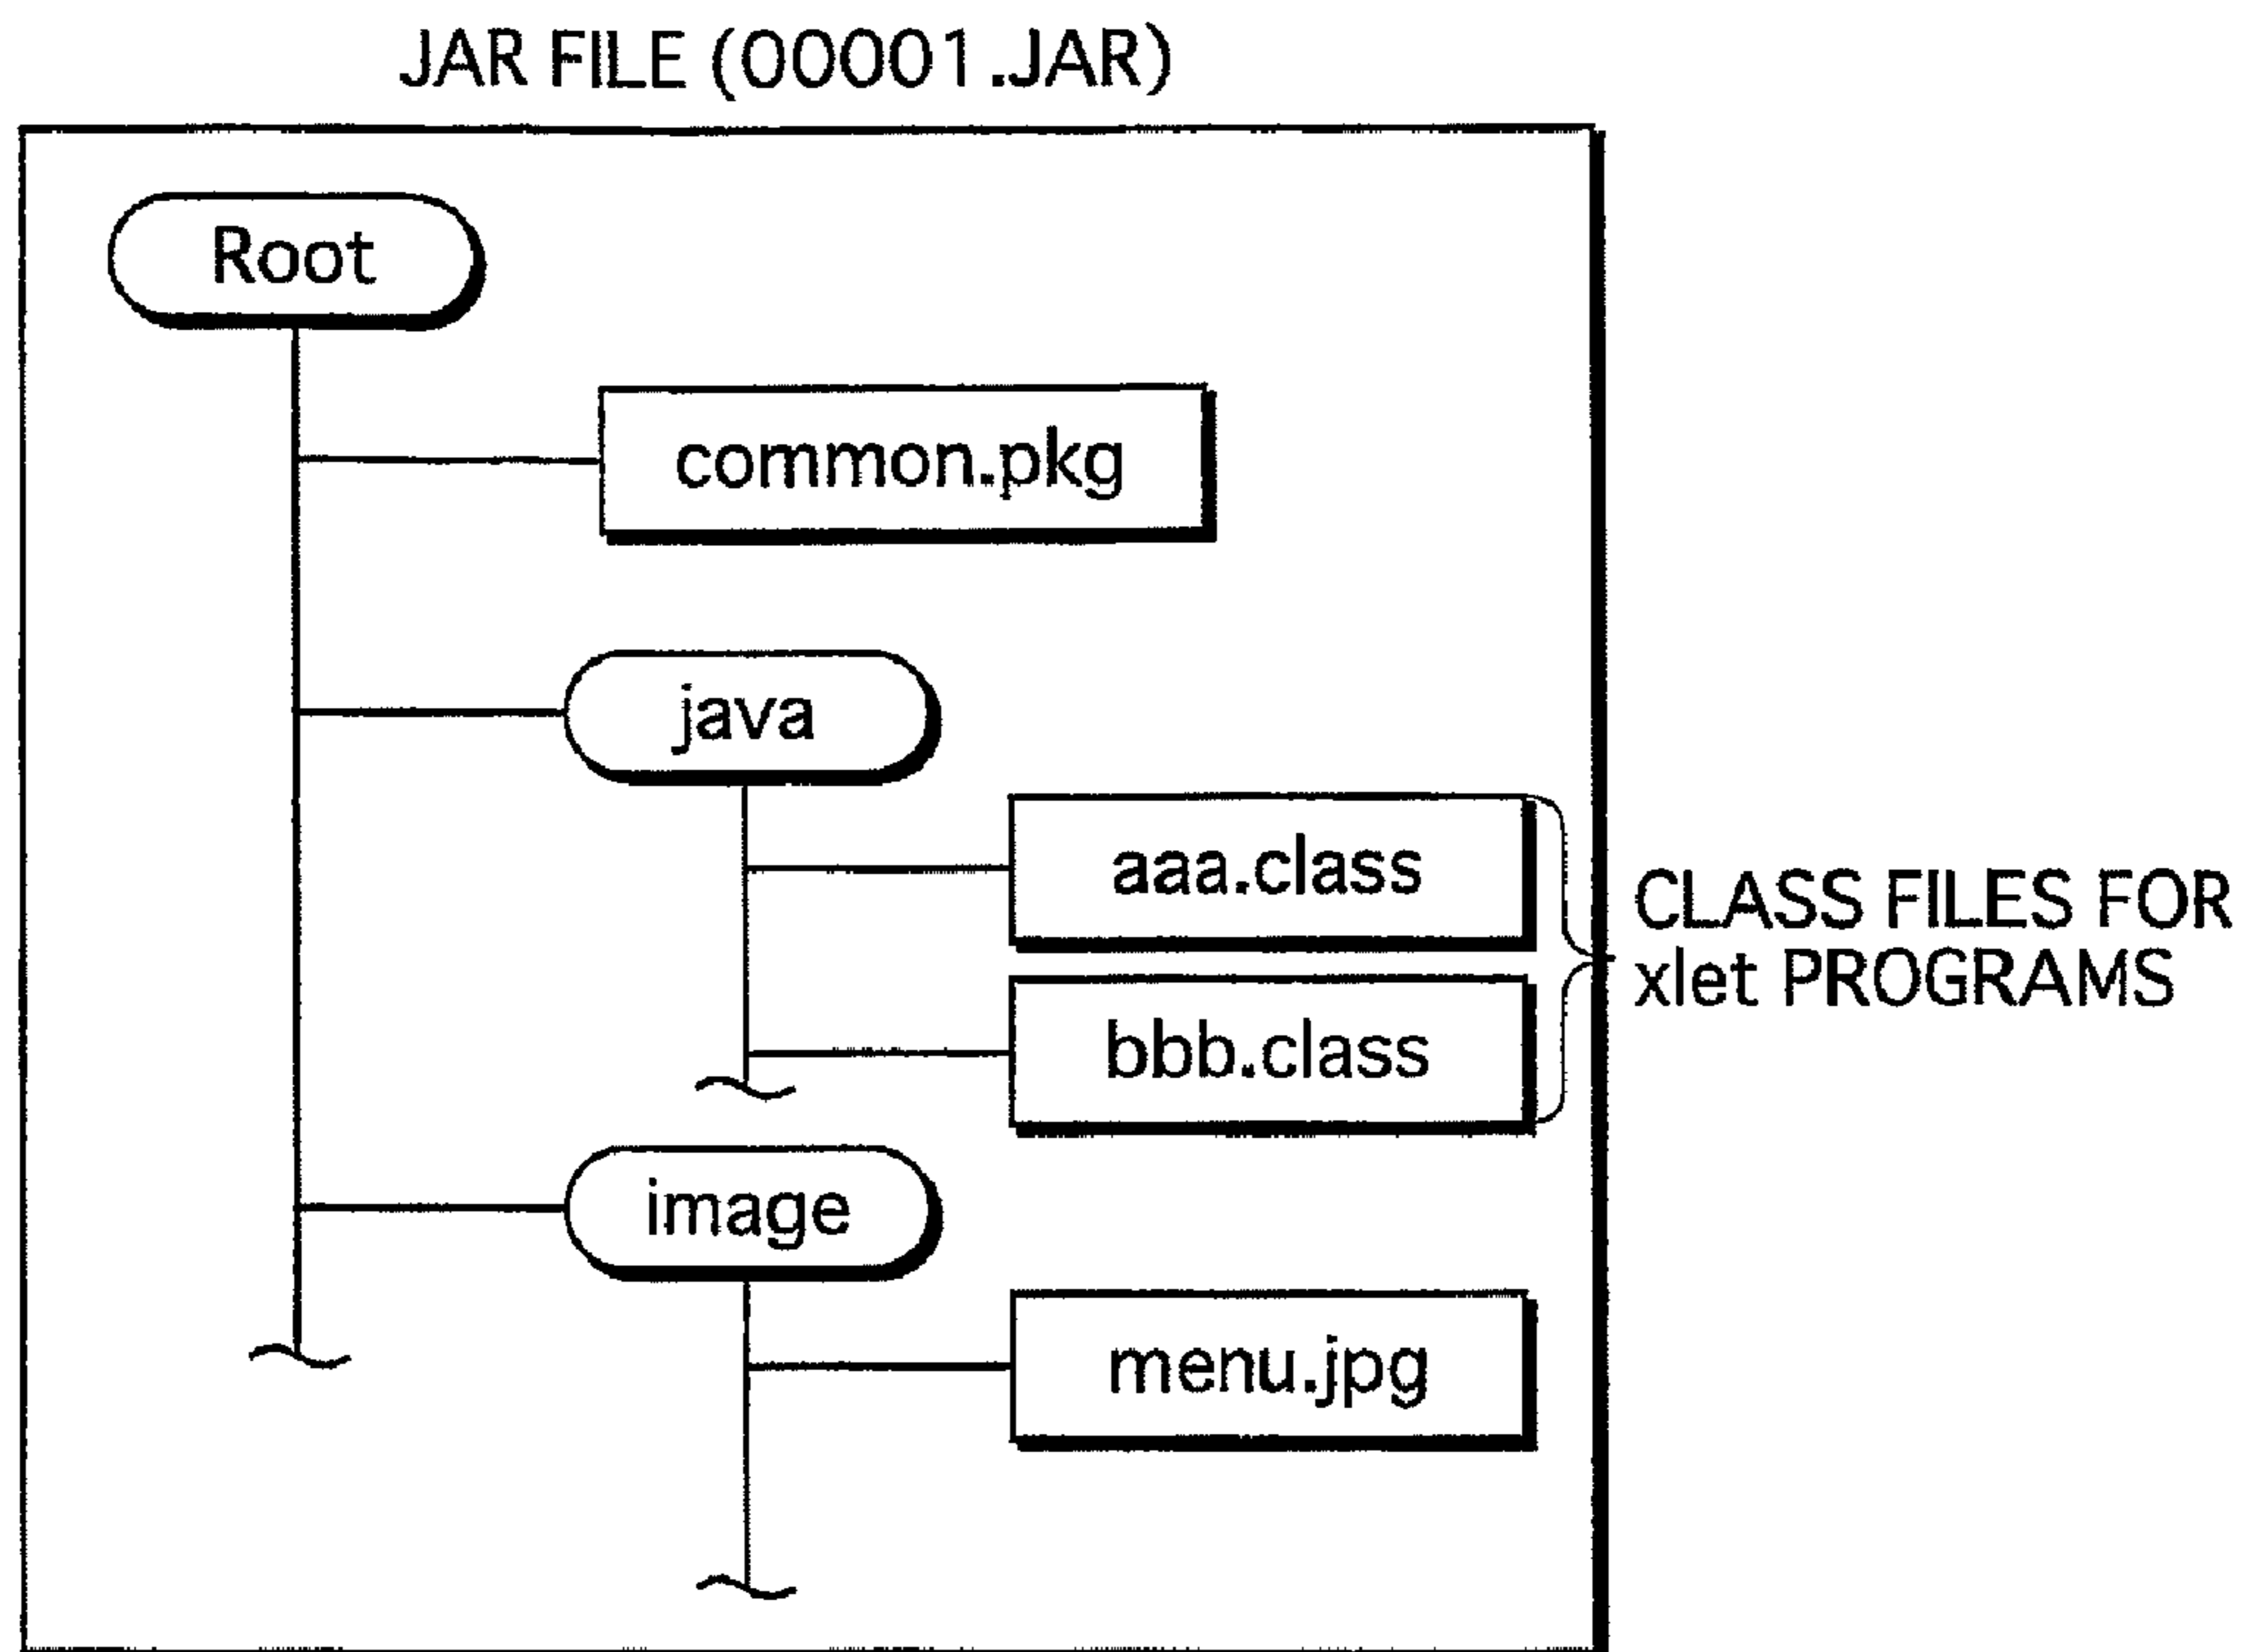 JAR FILE (00001.JAR)
Root
common.pkg
java
aaa.class
CLASS FILES FOR
xlet PROGRAMS
bbb.class
image
menu.jpg